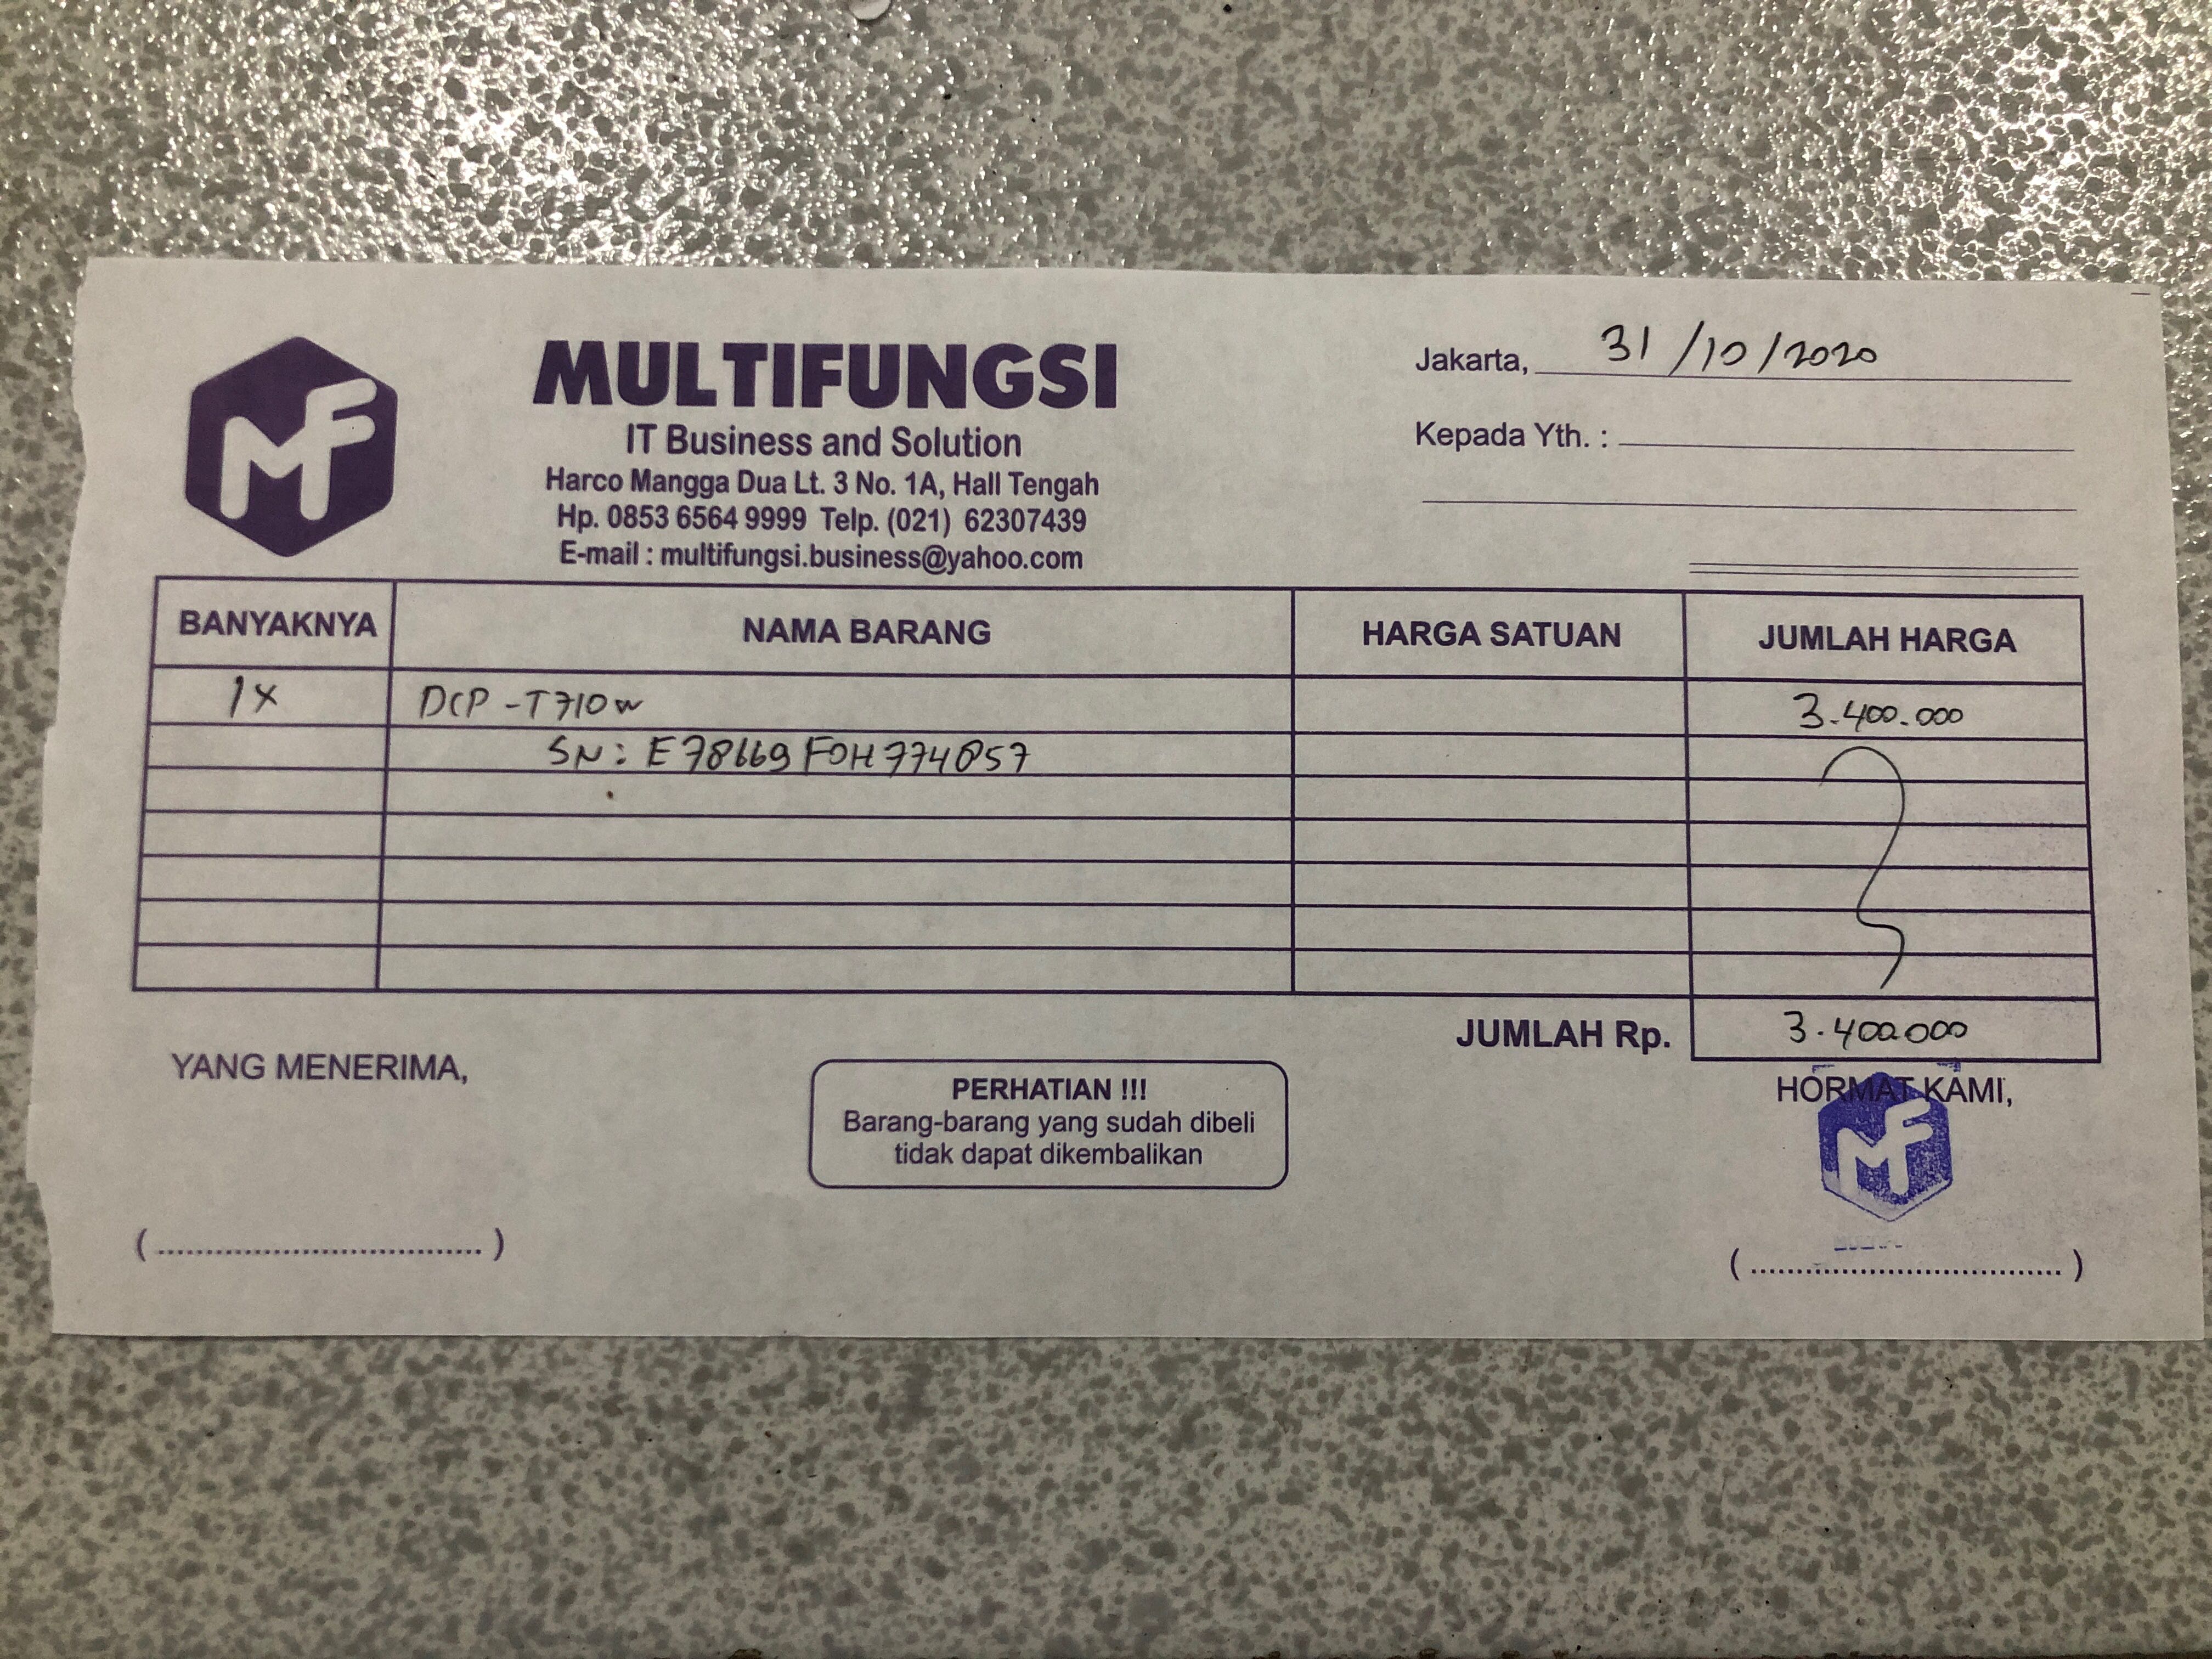 MF
MULTIFUNGSI
IT Business and Solution
Harco Mangga Dua Lt. 3 No. 1A, Hall Tengah
Hp. 0853 6564 9999 Telp. (021) 62307439
E-mail : multifungsi.business@yahoo.com
Jakarta, 31/10/2020
Kepada Yth. :
BANYAKNYA NAMA BARANG HARGA SATUAN JUMLAH HARGA
1x DCP-T710w 3.400.000
SN: E78669F0H774057
JUMLAH Rp. 3.400.000
YANG MENERIMA,
PERHATIAN !!!
Barang-barang yang sudah dibeli
tidak dapat dikembalikan
HORMAT KAMI,
MF
(....................................)
(....................................)